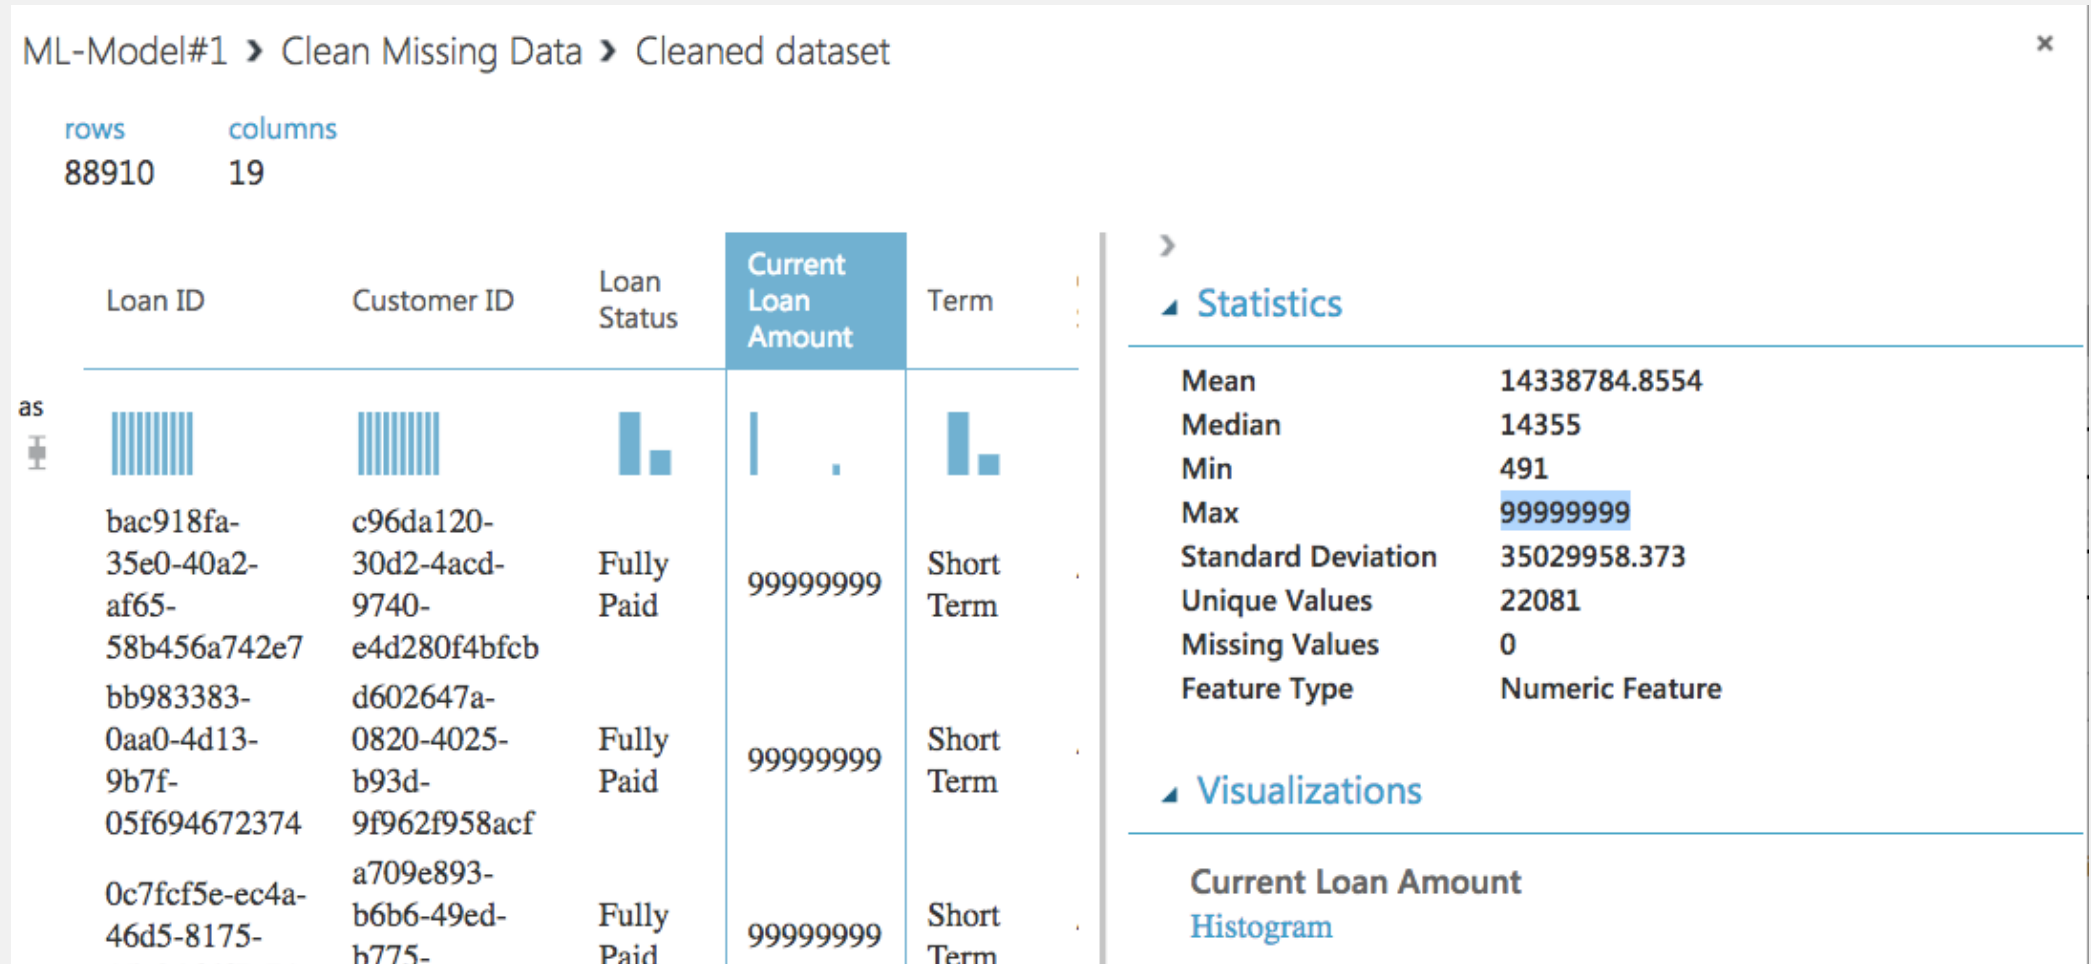 ML-Model#1 › Clean Missing Data › Cleaned dataset
×
rows columns
88910 19
Loan ID
Customer ID
Loan
Status
Current
Loan
Amount
Term
as
bac918fa-
35e0-40a2-
af65-
58b456a742e7
c96da120-
30d2-4acd-
9740-
e4d280f4bfcb
Fully
Paid
99999999
Short
Term
bb983383-
0aa0-4d13-
9b7f-
05f694672374
d602647a-
0820-4025-
b93d-
9f962f958acf
Fully
Paid
99999999
Short
Term
0c7fcf5e-ec4a-
46d5-8175-
a709e893-
b6b6-49ed-
b775-
Fully
Paid
99999999
Short
Term
Statistics
Mean 14338784.8554
Median 14355
Min 491
Max 99999999
Standard Deviation 35029958.373
Unique Values 22081
Missing Values 0
Feature Type Numeric Feature
Visualizations
Current Loan Amount
Histogram